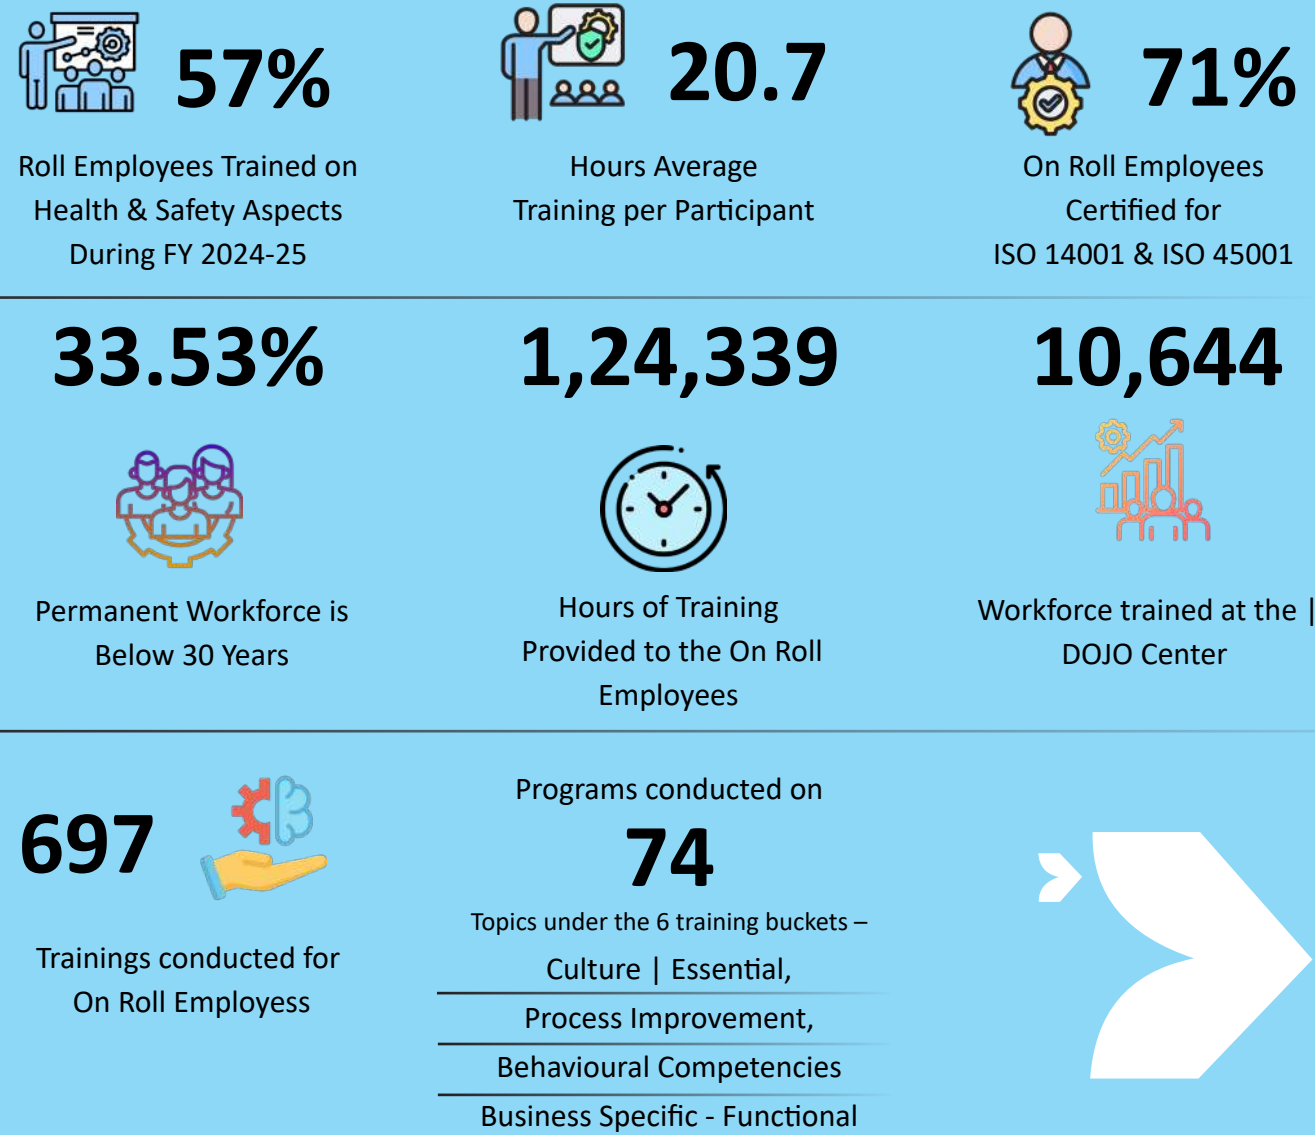 57%
Roll Employees Trained on
Health & Safety Aspects
During FY 2024-25
20.7
Hours Average
Training per Participant
71%
On Roll Employees
Certified for
ISO 14001 & ISO 45001
33.53%
Permanent Workforce is
Below 30 Years
1,24,339
Hours of Training
Provided to the On Roll
Employees
10,644
Workforce trained at the |
DOJO Center
697
Trainings conducted for
On Roll Employess
Programs conducted on
74
Topics under the 6 training buckets –
Culture | Essential,
Process Improvement,
Behavioural Competencies
Business Specific - Functional